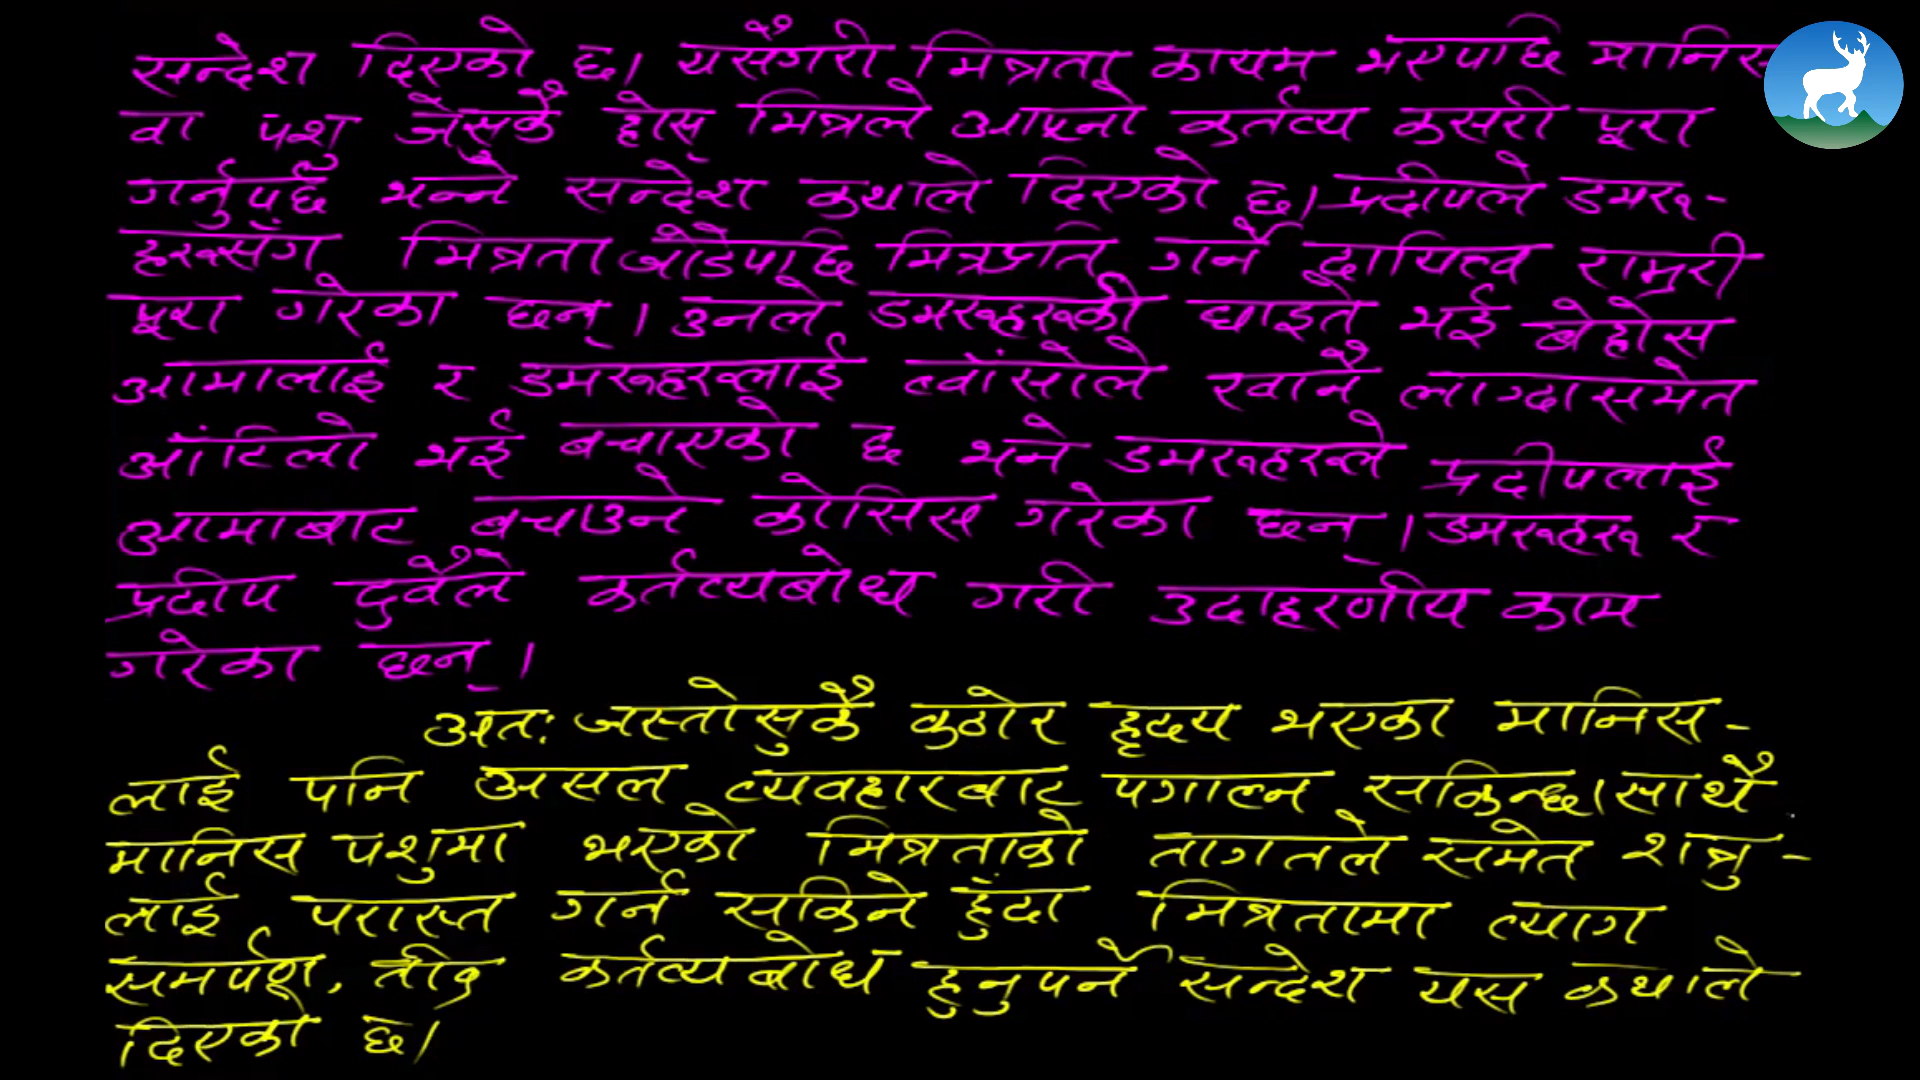 सन्देश दिएको छ। यसैगरी मित्रता कायम भएपछि मानिस
वा पशु जेसुकै होस् मित्रले आफ्नो कर्तव्य कसरी पूरा
गर्नुपर्छ भन्ने सन्देश कथाले दिएको छ। प्रदीपले डमरु-
हरूसँग मित्रता जोडेपछि मित्रप्रति गर्ने दायित्व राम्ररी
पूरा गरेका छन् । उनले डमरुहरूकी घाइते भई बेहोस
आमालाई र डमरुहरूलाई ब्वाँसोले खाने लाग्दासमेत
आँटिलो भई बचाएको छ भने डमरुहरूले प्रदीपलाई
आमाबाट बचाउने कोसिस गरेका छन् । डमरुहरू र
प्रदीप दुवैले कर्तव्यबोध गरी उदाहरणीय काम
गरेका छन् ।
अतः जस्तोसुकै कठोर हृदय भएका मानिस-
लाई पनि असल व्यवहारबाट पगाल्न सकिन्छ। साथै
मानिस पशुमा भएको मित्रताको तागतले समेत शत्रु-
लाई परास्त गर्न सकिने हुँदा मित्रतामा त्याग
समर्पण, तीव्र कर्तव्यबोध हुनुपर्ने सन्देश यस कथाले
दिएको छ।